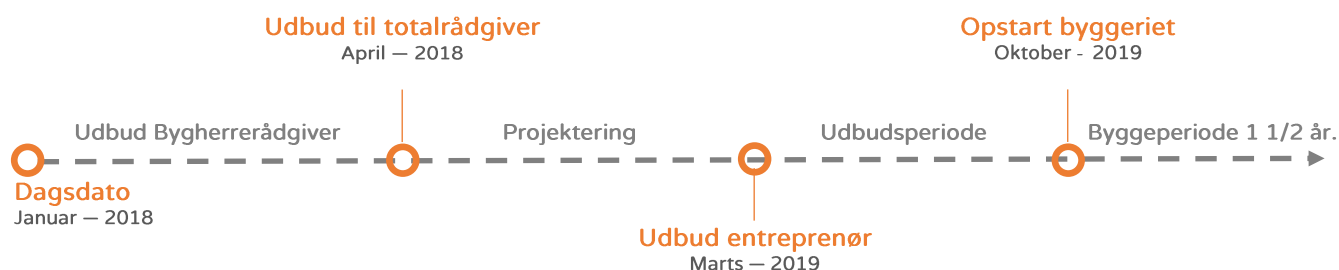 Udbud til totalrådgiver
April — 2018
Opstart byggeriet
Oktober - 2019
Udbud Bygherrerådgiver
Projektering
Udbudsperiode
Byggeperiode 1 1/2 år.
Dagsdato
Januar — 2018
Udbud entreprenør
Marts — 2019